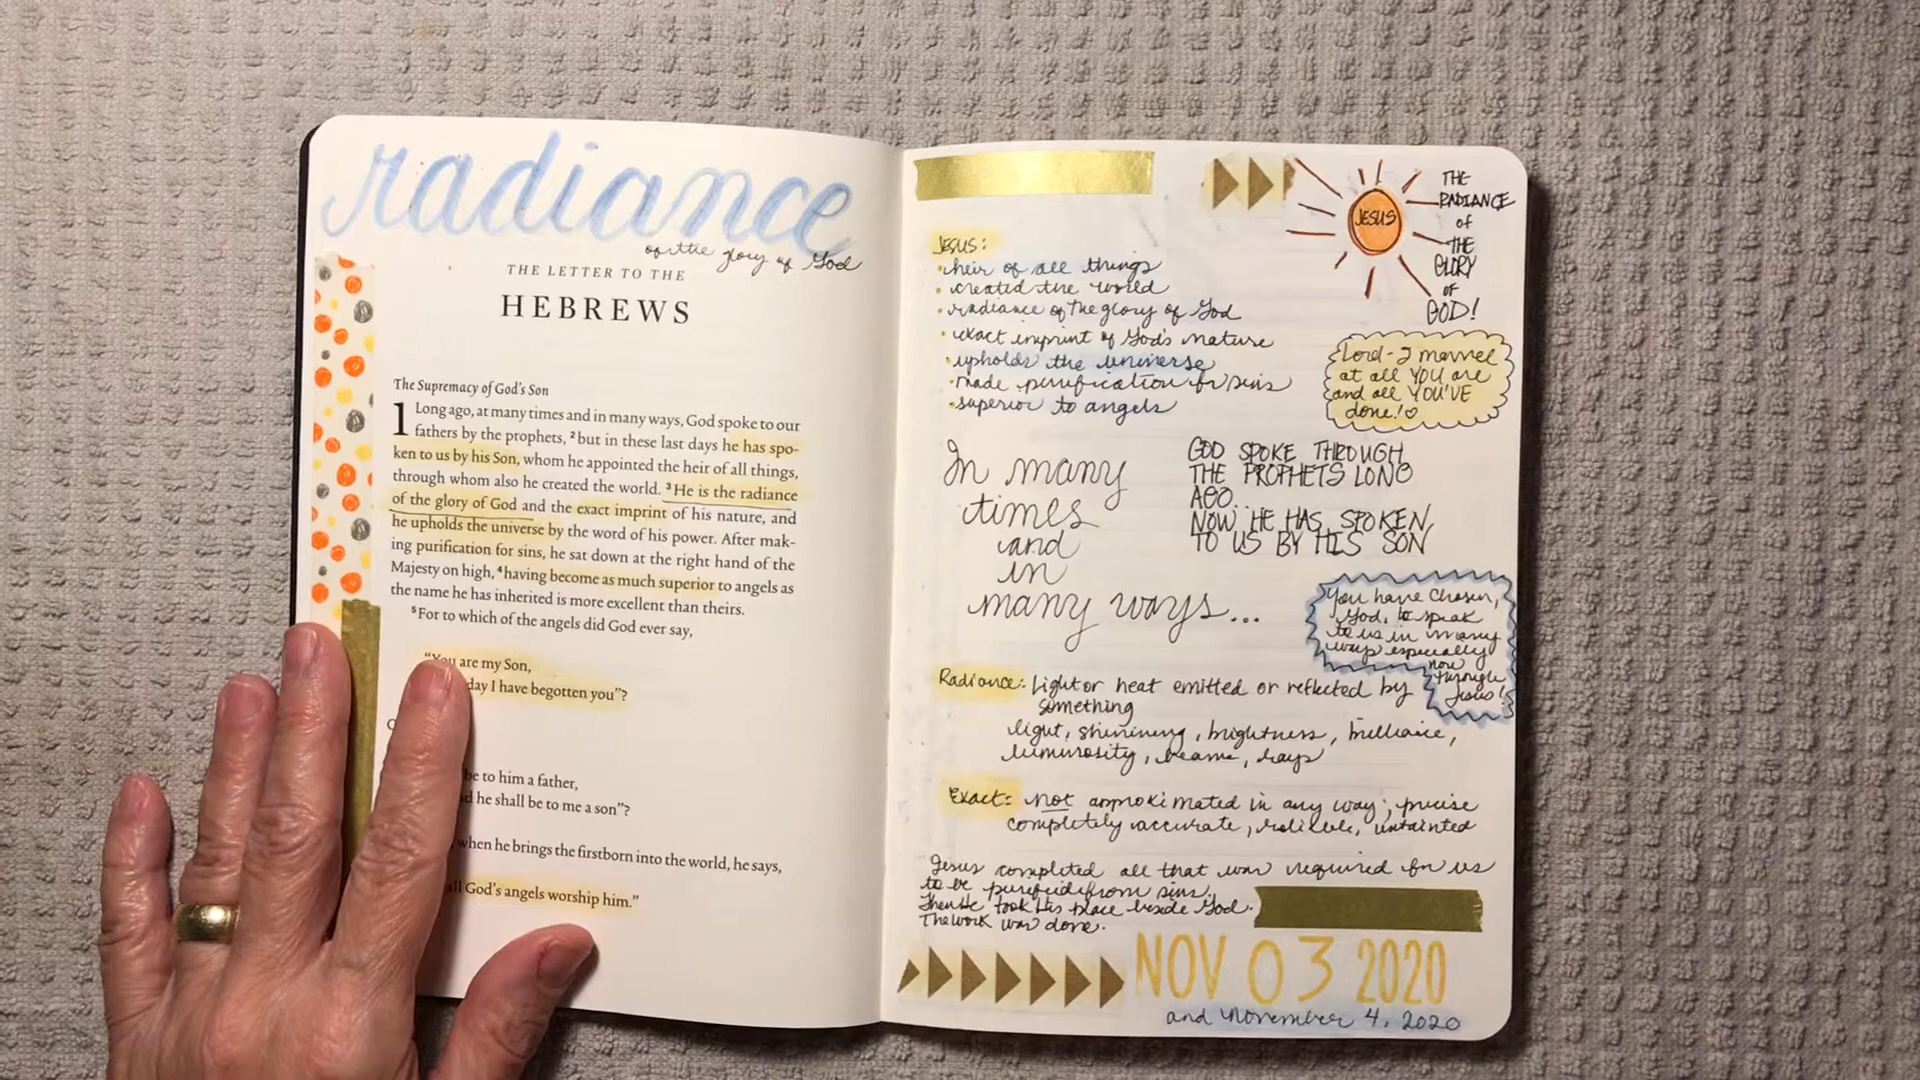 radiance
of the glory of God
THE LETTER TO THE
HEBREWS
The Supremacy of God's Son
1 Long ago, at many times and in many ways, God spoke to our
fathers by the prophets, 2 but in these last days he has spo-
ken to us by his Son, whom he appointed the heir of all things,
through whom also he created the world. 3 He is the radiance
of the glory of God and the exact imprint of his nature, and
he upholds the universe by the word of his power. After mak-
ing purification for sins, he sat down at the right hand of the
Majesty on high, 4 having become as much superior to angels as
the name he has inherited is more excellent than theirs.
5 For to which of the angels did God ever say,
"You are my Son,
day I have begotten you"?
be to him a father,
he shall be to me a son"?
when he brings the firstborn into the world, he says,
all God's angels worship him."
JESUS:
• heir of all things
• created the world
• radiance of the glory of God
• exact imprint of God's nature
• upholds the universe
• made purification for sins
• superior to angels
JESUS
THE
RADIANCE
of
THE
GLORY
OF
GOD!
Lord - I marvel
at all YOU are
and all YOU'VE
done!
In many
times
and
in
many ways...
GOD SPOKE THROUGH
THE PROPHETS LONG
AGO...
NOW HE HAS SPOKEN
TO US BY HIS SON
You have chosen,
God, to speak
to us in many
ways especially
now
through
Jesus!
Radiance: light or heat emitted or reflected by
something
light, shinining, brightness, brilliance,
luminosity, beams, rays
Exact: not approximated in any way; precise
completely accurate, reliable, untainted
Jesus completed all that was required for us
to be purified from sins.
Then He took His place beside God.
The work was done.
NOV 03 2020
and November 4, 2020